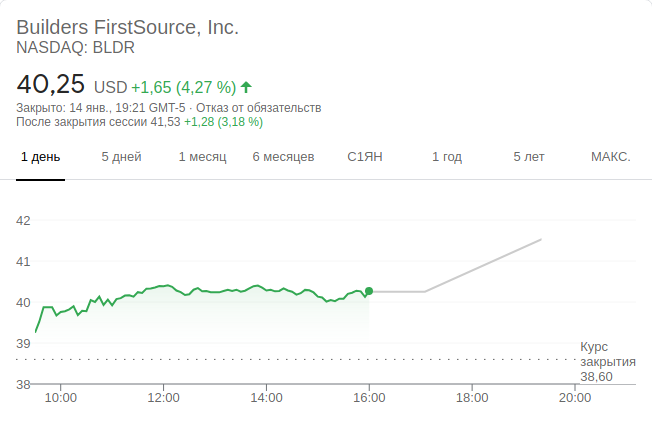 Builders FirstSource, Inc.
NASDAQ: BLDR
40,25 USD +1,65 (4,27 %)
Закрыто: 14 янв., 19:21 GMT-5 · Отказ от обязательств
После закрытия сессии 41,53 +1,28 (3,18 %)
1 день 5 дней 1 месяц 6 месяцев С1ЯН 1 год 5 лет МАКС.
42
41
40
39
38
Курс
закрытия
38,60
10:00 12:00 14:00 16:00 18:00 20:00